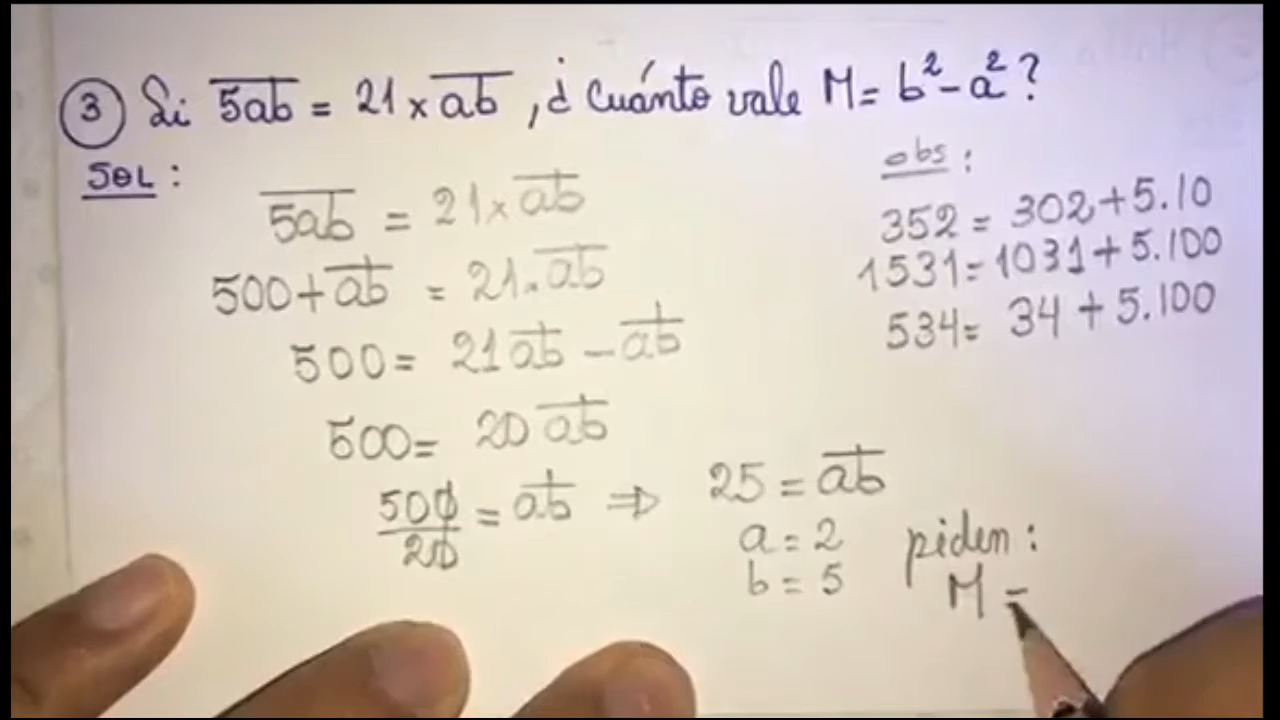 3 Si 5ab = 21 x ab, ¿ Cuánto vale M = b² - a² ?
SOL :
5ab = 21 x ab
500 + ab = 21 . ab
500 = 21 ab - ab
500 = 20 ab
500/20 = ab ⇒ 25 = ab
a = 2
b = 5
piden :
M =
obs :
352 = 302 + 5.10
1531 = 1031 + 5.100
534 = 34 + 5.100